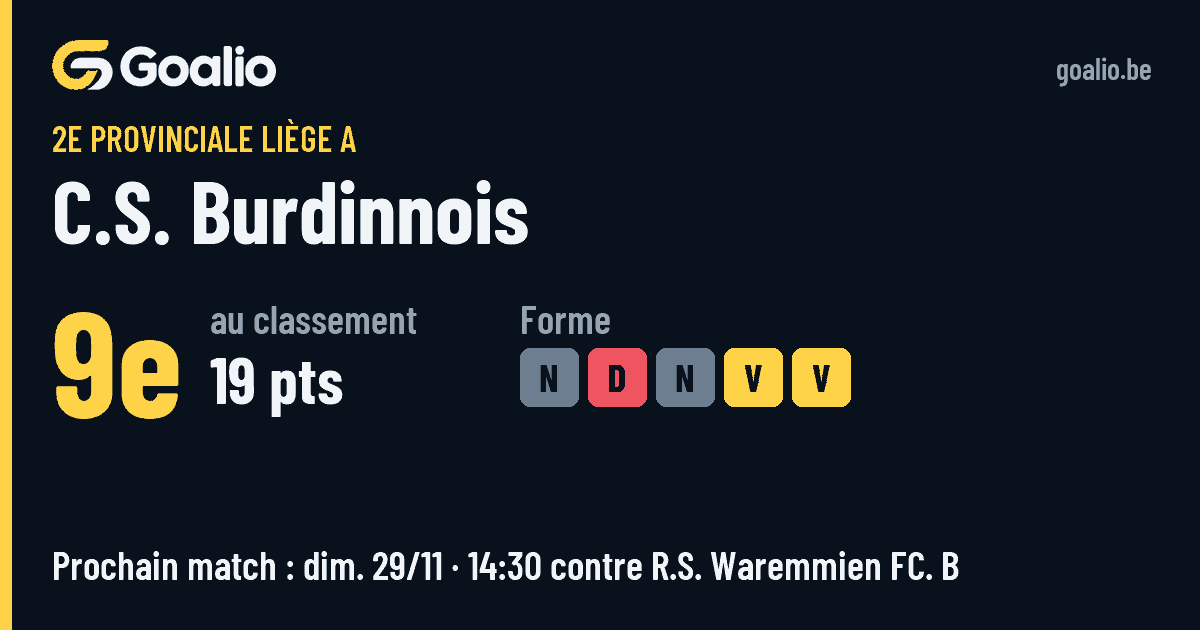 Goalio
goalio.be
2E PROVINCIALE LIÈGE A
C.S. Burdinnois
9e
au classement
19 pts
Forme
N D N V V
Prochain match : dim. 29/11 · 14:30 contre R.S. Waremmien FC. B